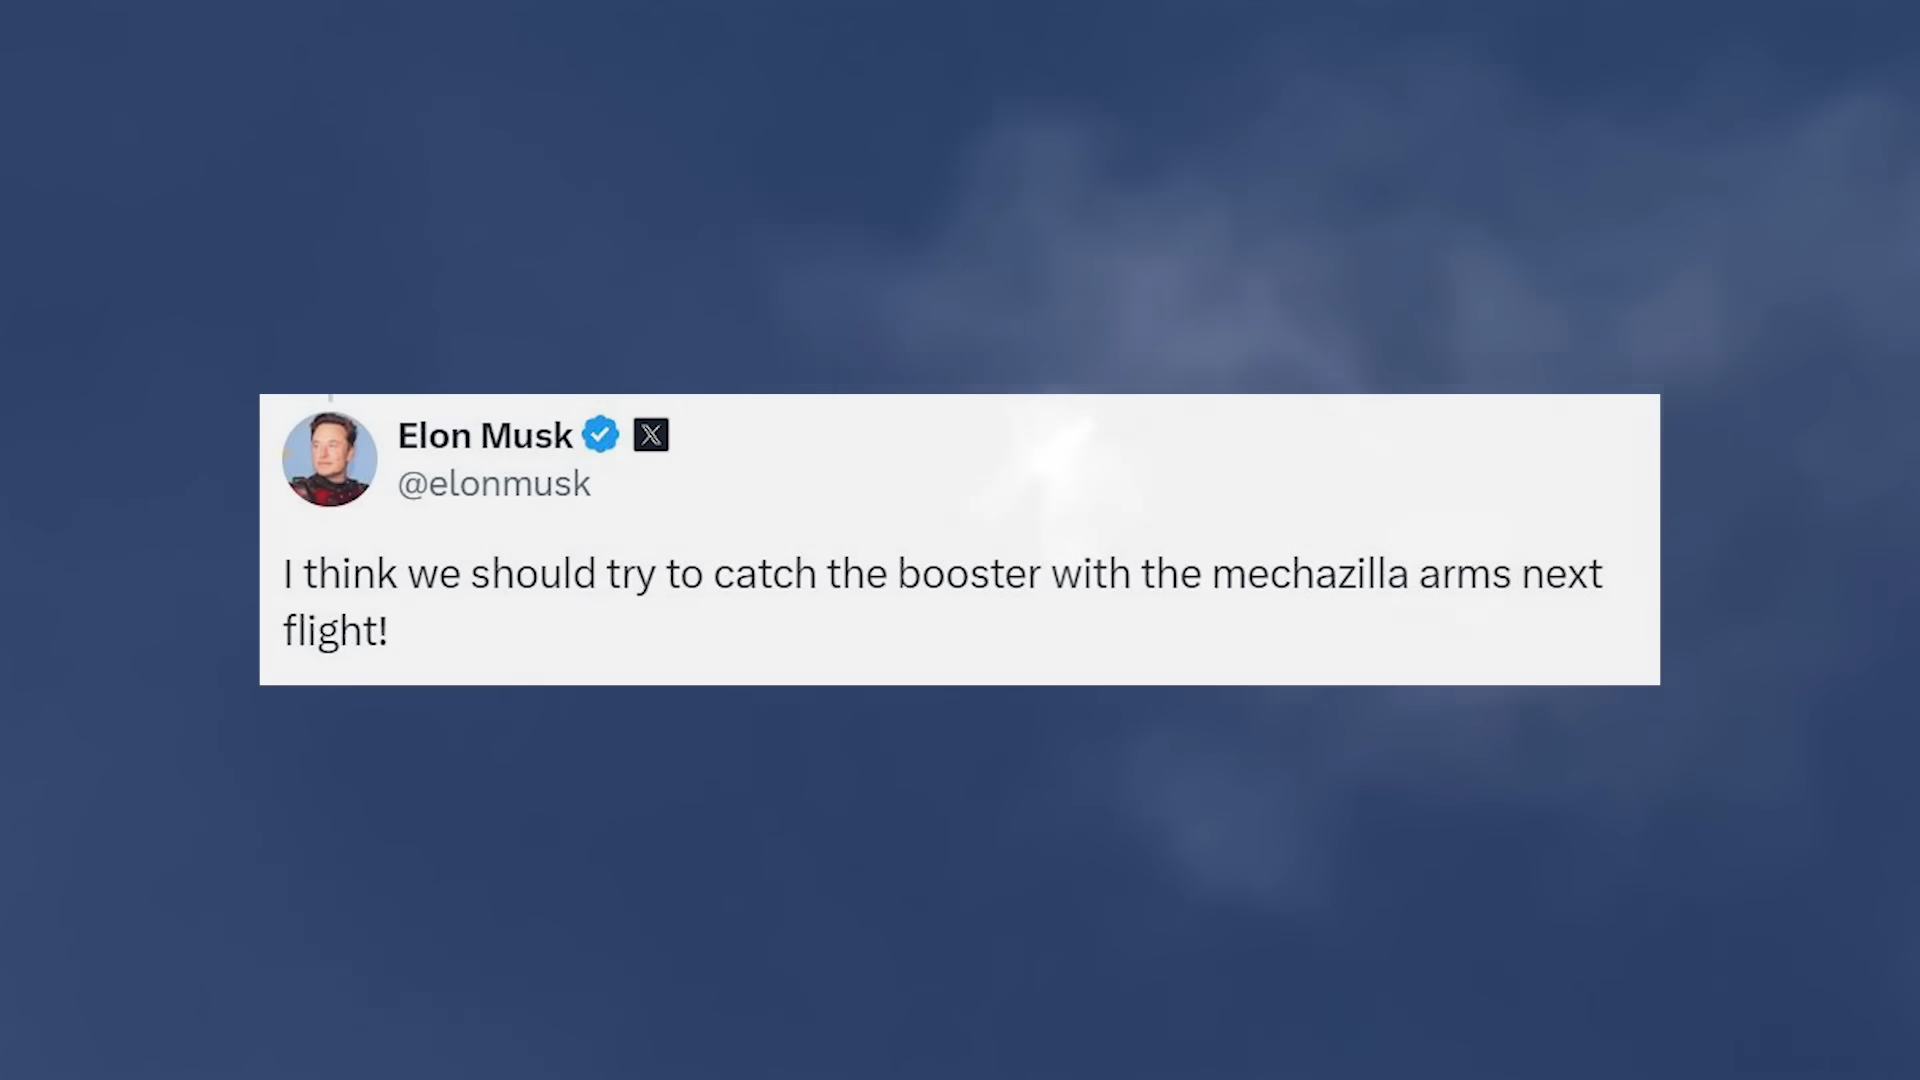 Elon Musk
@elonmusk
I think we should try to catch the booster with the mechazilla arms next
flight!